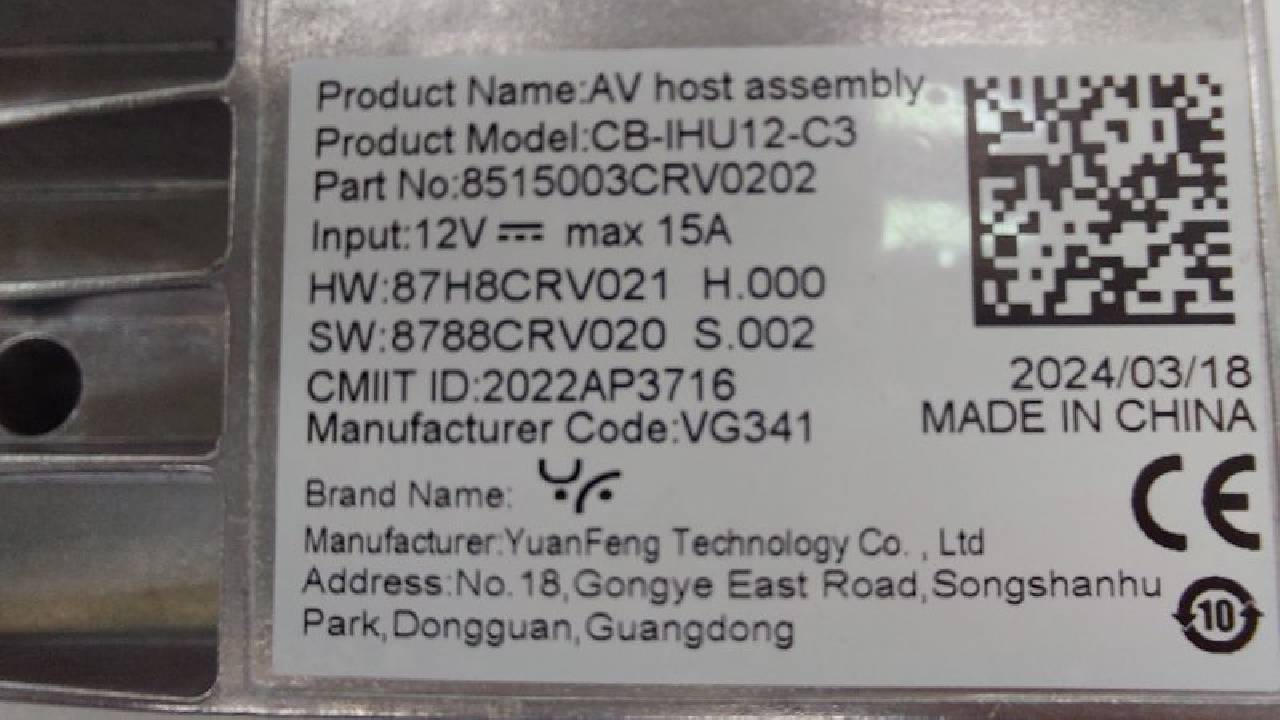 Product Name:AV host assembly
Product Model:CB-IHU12-C3
Part No:8515003CRV0202
Input:12V ⎓ max 15A
HW:87H8CRV021 H.000
SW:8788CRV020 S.002
CMIIT ID:2022AP3716
Manufacturer Code:VG341
2024/03/18
MADE IN CHINA
Brand Name:
CE
Manufacturer:YuanFeng Technology Co. , Ltd
Address:No.18,Gongye East Road,Songshanhu
Park,Dongguan,Guangdong
10